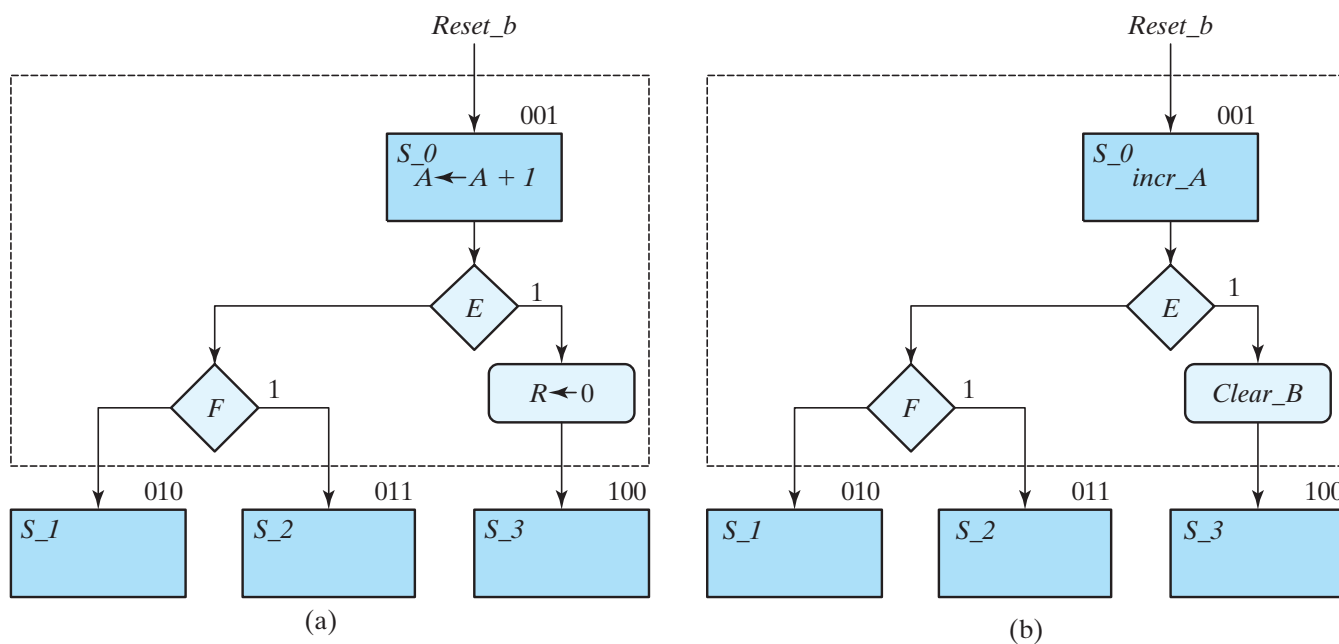 Reset_b
001
S_0
A ← A + 1
E
1
F
1
R ← 0
010
011
100
S_1
S_2
S_3
(a)
Reset_b
001
S_0
incr_A
E
1
F
1
Clear_B
010
011
100
S_1
S_2
S_3
(b)